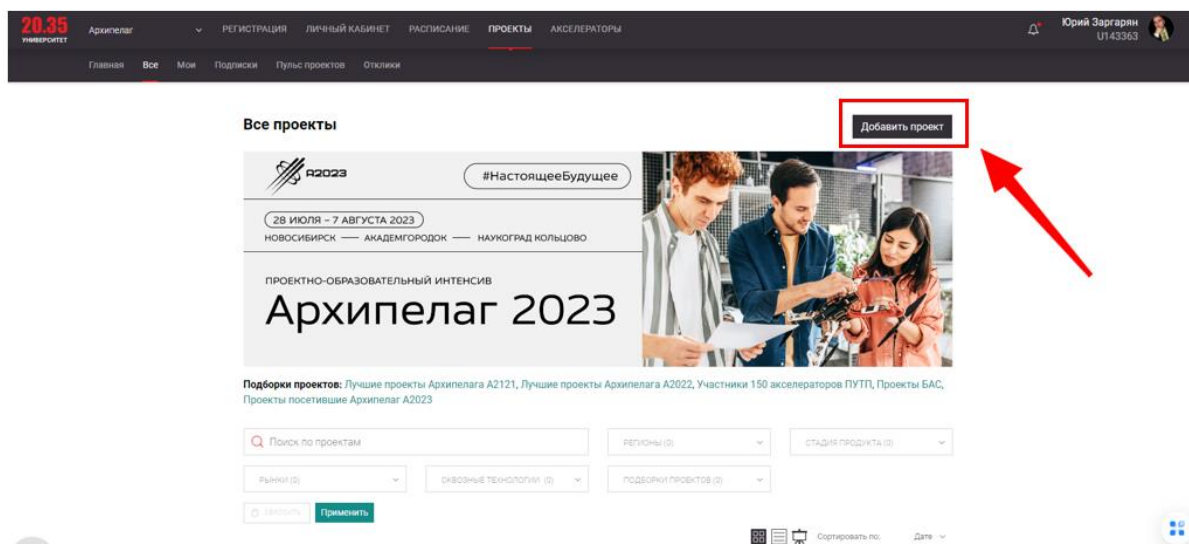 20.35
УНИВЕРСИТЕТ
Архипелаг
РЕГИСТРАЦИЯ ЛИЧНЫЙ КАБИНЕТ РАСПИСАНИЕ ПРОЕКТЫ АКСЕЛЕРАТОРЫ
Юрий Заргарян
U143363
Главная Все Мои Подписки Пульс проектов Отклики
Все проекты
Добавить проект
A2023
#НастоящееБудущее
28 ИЮЛЯ – 7 АВГУСТА 2023
НОВОСИБИРСК — АКАДЕМГОРОДОК — НАУКОГРАД КОЛЬЦОВО
ПРОЕКТНО-ОБРАЗОВАТЕЛЬНЫЙ ИНТЕНСИВ
Архипелаг 2023
Подборки проектов: Лучшие проекты Архипелага А2121, Лучшие проекты Архипелага А2022, Участники 150 акселераторов ПУТП, Проекты БАС,
Проекты посетившие Архипелаг А2023
Поиск по проектам
РЕГИОНЫ (0)
СТАДИЯ ПРОДУКТА (0)
РЫНКИ (0)
СКВОЗНЫЕ ТЕХНОЛОГИИ (0)
ПОДБОРКИ ПРОЕКТОВ (0)
СБРОСИТЬ
Применить
Сортировать по: Дате